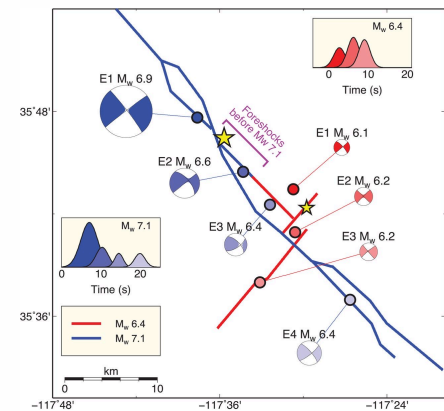 Mw 6.4
0 10 20
Time (s)
35˚48'
E1 Mw 6.9
Foreshocks
before Mw 7.1
E1 Mw 6.1
E2 Mw 6.6
E2 Mw 6.2
E3 Mw 6.4
E3 Mw 6.2
Mw 7.1
0 10 20
Time (s)
Mw 6.4
Mw 7.1
35˚36'
E4 Mw 6.4
km
0 10
-117˚48' -117˚36' -117˚24'